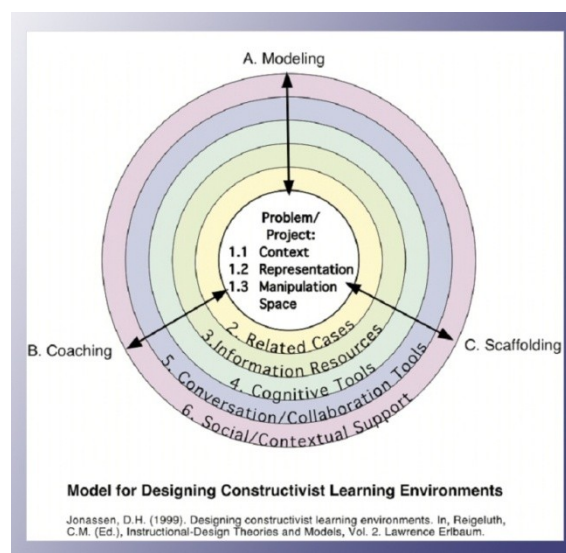 A. Modeling
Problem/
Project:
1.1 Context
1.2 Representation
1.3 Manipulation
Space
B. Coaching
C. Scaffolding
2. Related Cases
3.Information Resources
4. Cognitive Tools
5. Conversation/Collaboration Tools
6. Social/Contextual Support
Model for Designing Constructivist Learning Environments
Jonassen, D.H. (1999). Designing constructivist learning environments. In, Reigeluth,
C.M. (Ed.), Instructional-Design Theories and Models, Vol. 2. Lawrence Erlbaum.